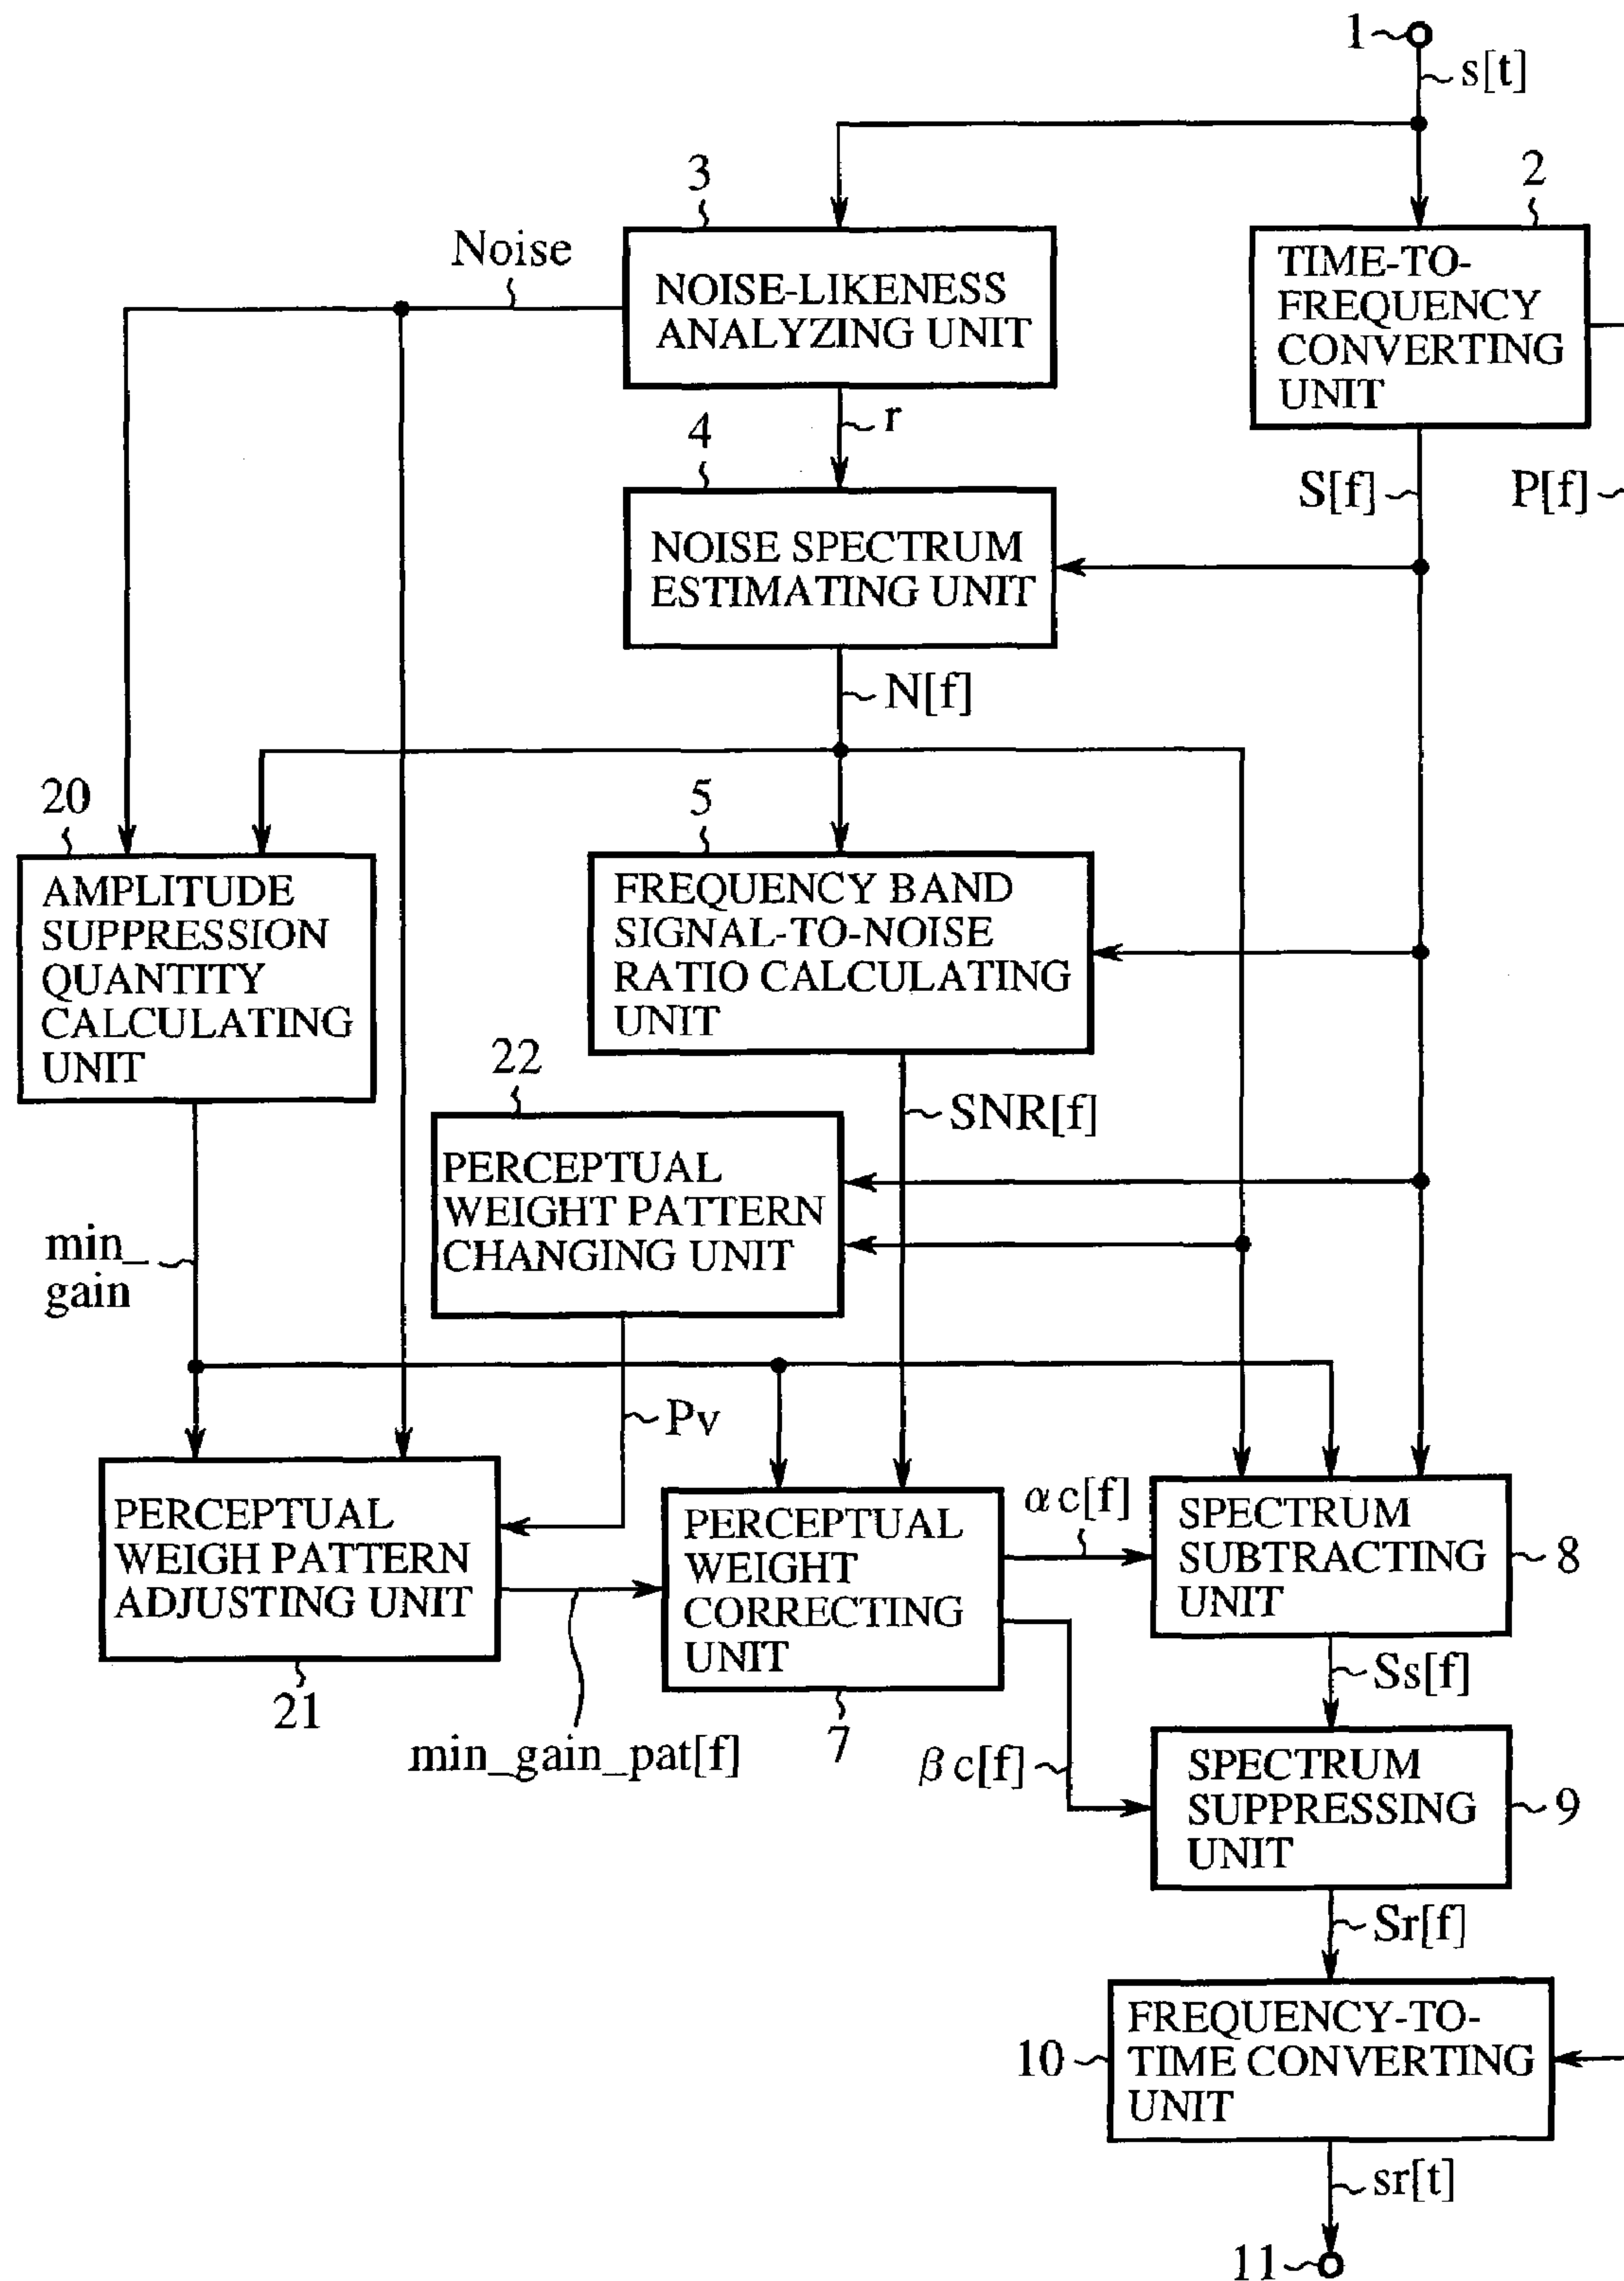 1
s[t]
3
2
Noise
NOISE-LIKENESS
ANALYZING UNIT
TIME-TO-
FREQUENCY
CONVERTING
UNIT
r
4
S[f]
P[f]
NOISE SPECTRUM
ESTIMATING UNIT
N[f]
20
5
AMPLITUDE
SUPPRESSION
QUANTITY
CALCULATING
UNIT
FREQUENCY BAND
SIGNAL-TO-NOISE
RATIO CALCULATING
UNIT
22
SNR[f]
PERCEPTUAL
WEIGHT PATTERN
CHANGING UNIT
min_
gain
Pv
PERCEPTUAL
WEIGH PATTERN
ADJUSTING UNIT
21
min_gain_pat[f]
PERCEPTUAL
WEIGHT
CORRECTING
UNIT
7
αc[f]
βc[f]
SPECTRUM
SUBTRACTING
UNIT
8
Ss[f]
SPECTRUM
SUPPRESSING
UNIT
9
Sr[f]
10
FREQUENCY-TO-
TIME CONVERTING
UNIT
sr[t]
11